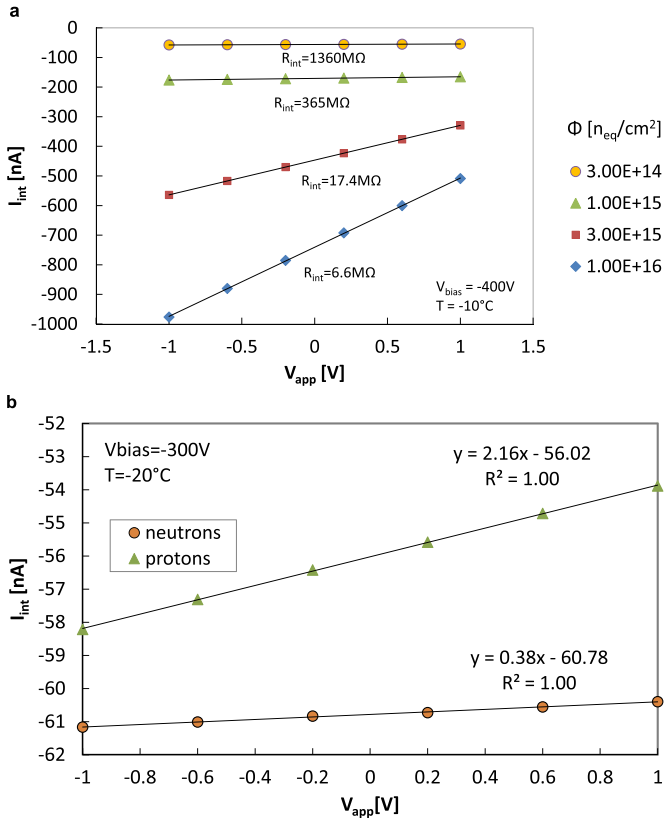 a
0
-100
-200
-300
-400
-500
-600
-700
-800
-900
-1000
I_int [nA]
R_int=1360MΩ
R_int=365MΩ
R_int=17.4MΩ
R_int=6.6MΩ
V_bias = -400V
T = -10°C
-1.5 -1 -0.5 0 0.5 1 1.5
V_app [V]
Φ [n_eq/cm²]
3.00E+14
1.00E+15
3.00E+15
1.00E+16
b
-52
-53
-54
-55
-56
-57
-58
-59
-60
-61
-62
I_int [nA]
Vbias=-300V
T=-20°C
neutrons
protons
y = 2.16x - 56.02
R² = 1.00
y = 0.38x - 60.78
R² = 1.00
-1 -0.8 -0.6 -0.4 -0.2 0 0.2 0.4 0.6 0.8 1
V_app[V]